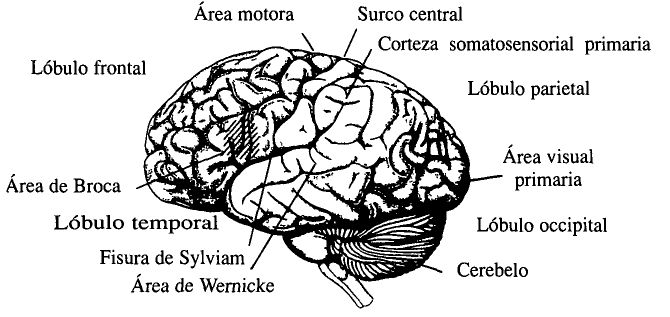 Área motora
Surco central
Corteza somatosensorial primaria
Lóbulo frontal
Lóbulo parietal
Área visual
primaria
Área de Broca
Lóbulo temporal
Lóbulo occipital
Fisura de Sylviam
Cerebelo
Área de Wernicke